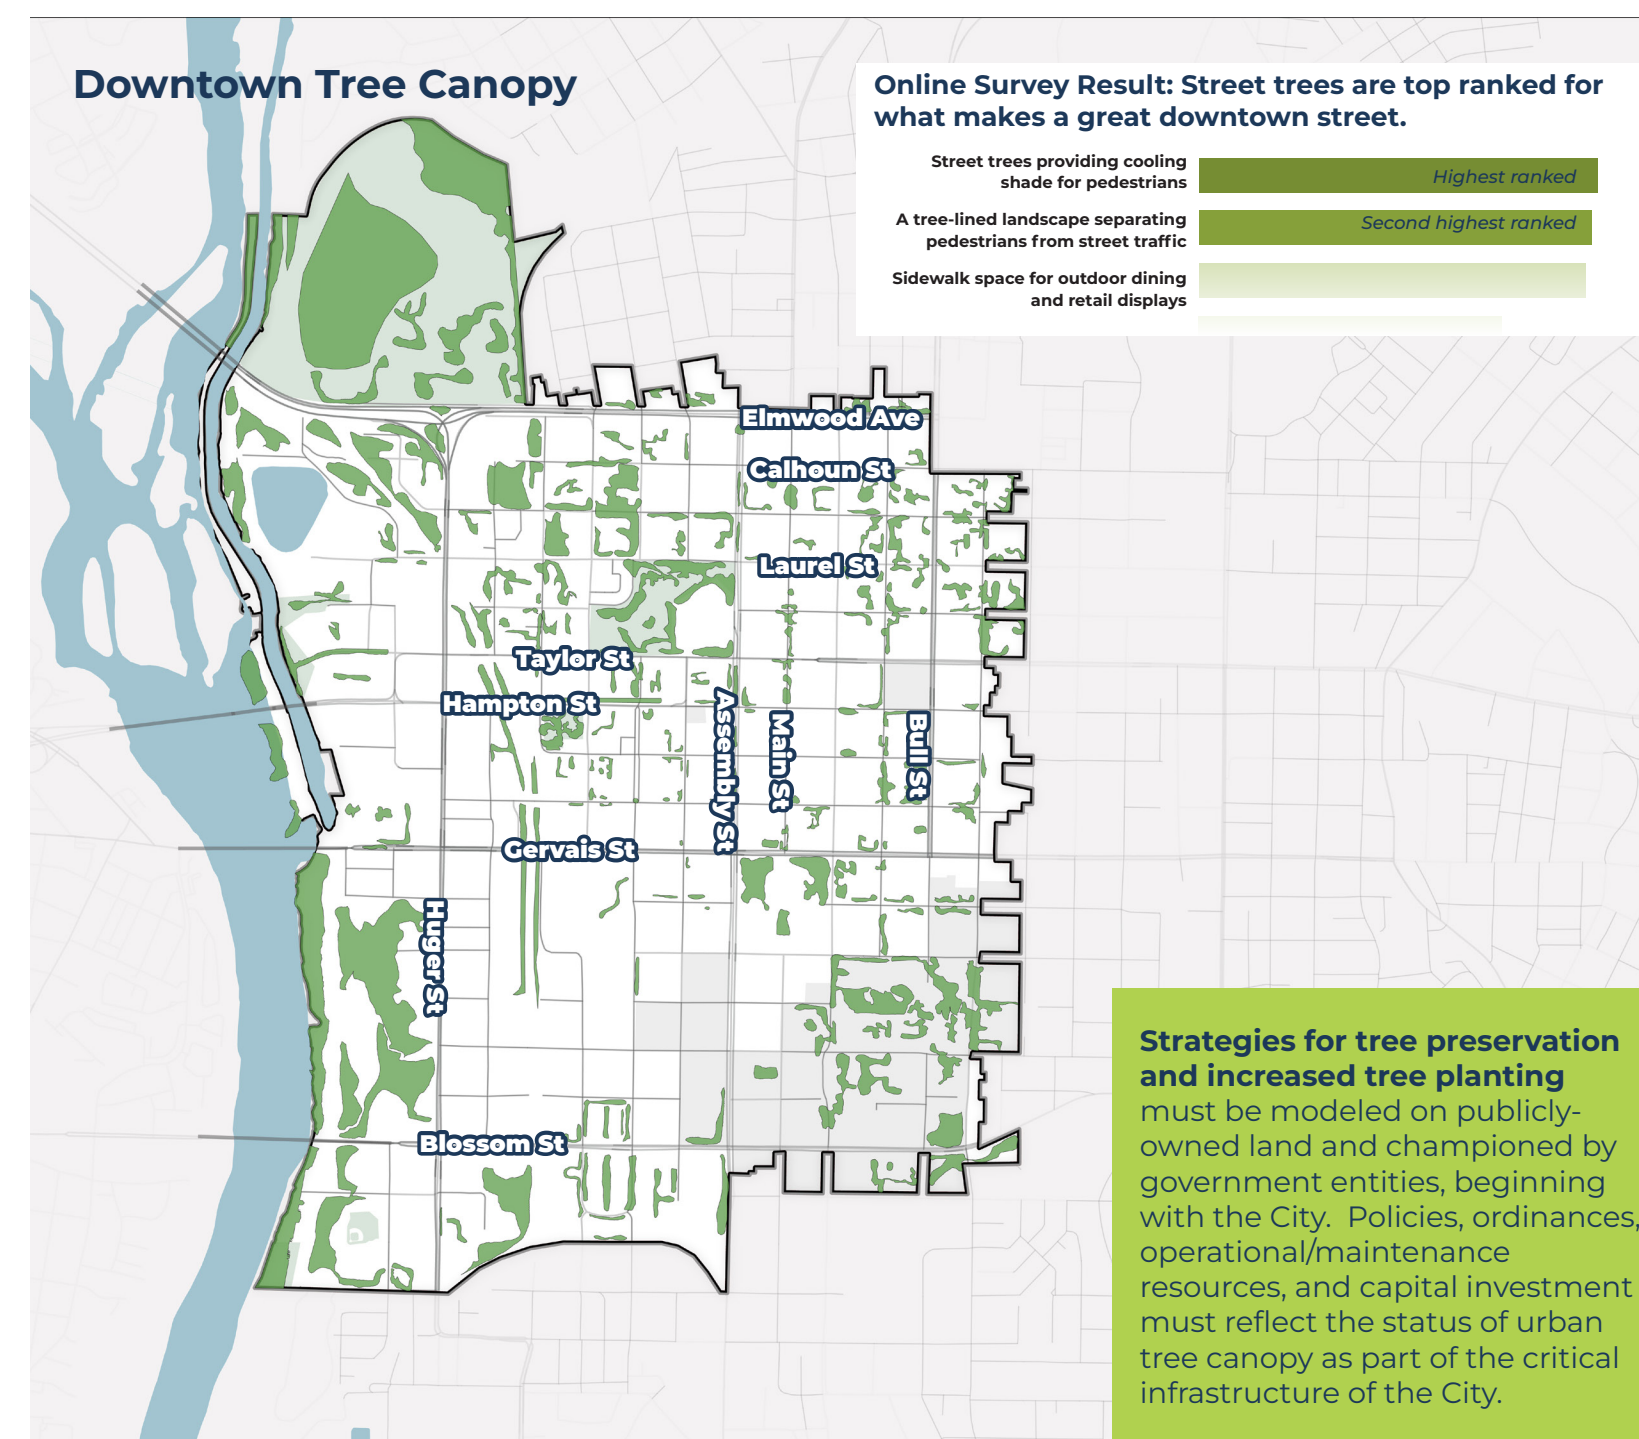 Downtown Tree Canopy
Online Survey Result: Street trees are top ranked for
what makes a great downtown street.
Street trees providing cooling
shade for pedestrians
Highest ranked
A tree-lined landscape separating
pedestrians from street traffic
Second highest ranked
Sidewalk space for outdoor dining
and retail displays
Elmwood Ave
Calhoun St
Laurel St
Taylor St
Hampton St
Assembly St
Main St
Bull St
Gervais St
Huger St
Blossom St
Strategies for tree preservation
and increased tree planting
must be modeled on publicly-
owned land and championed by
government entities, beginning
with the City. Policies, ordinances,
operational/maintenance
resources, and capital investment
must reflect the status of urban
tree canopy as part of the critical
infrastructure of the City.